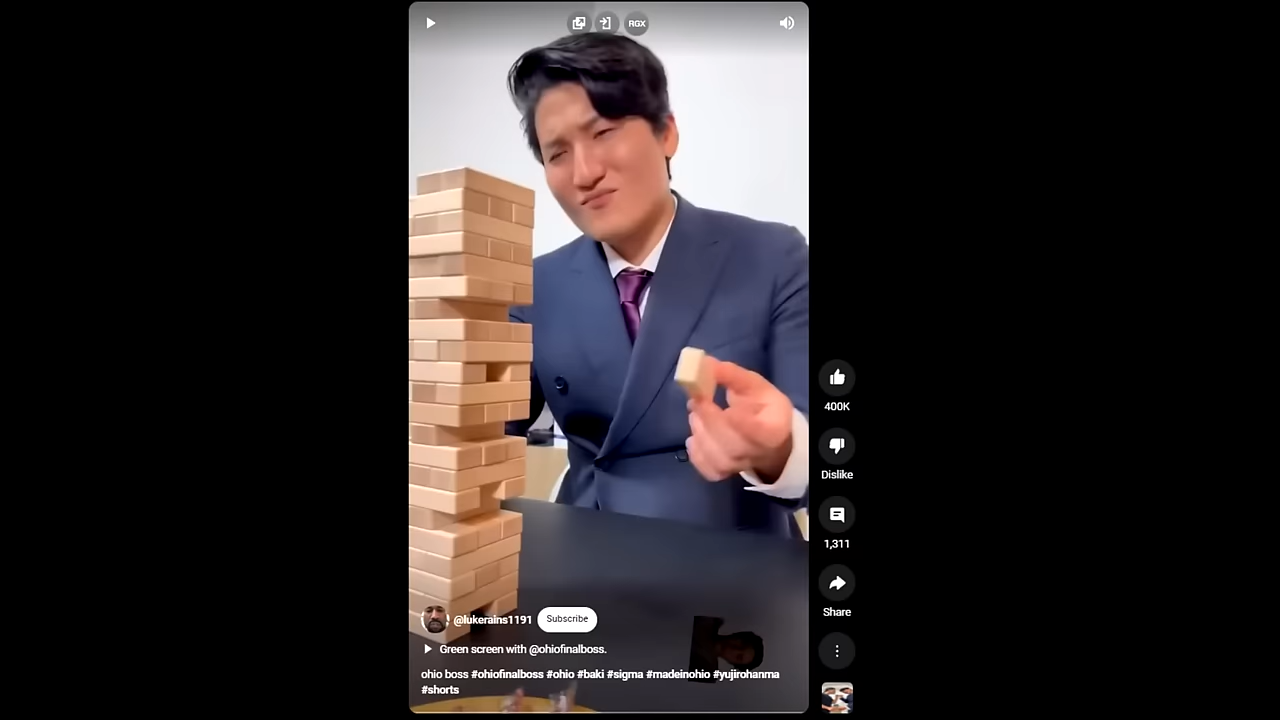 RGX
400K
Dislike
1,311
Share
@lukerains1191 Subscribe
Green screen with @ohiofinalboss.
ohio boss #ohiofinalboss #ohio #baki #sigma #madeinohio #yujirohanma
#shorts